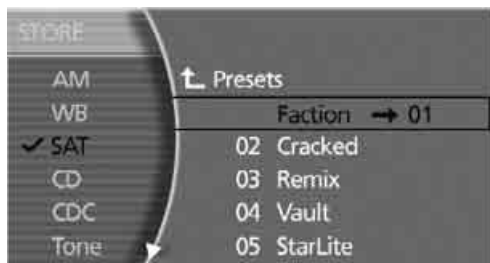 STORE
AM
WB
✓ SAT
CD
CDC
Tone
Presets
Faction → 01
02 Cracked
03 Remix
04 Vault
05 StarLite